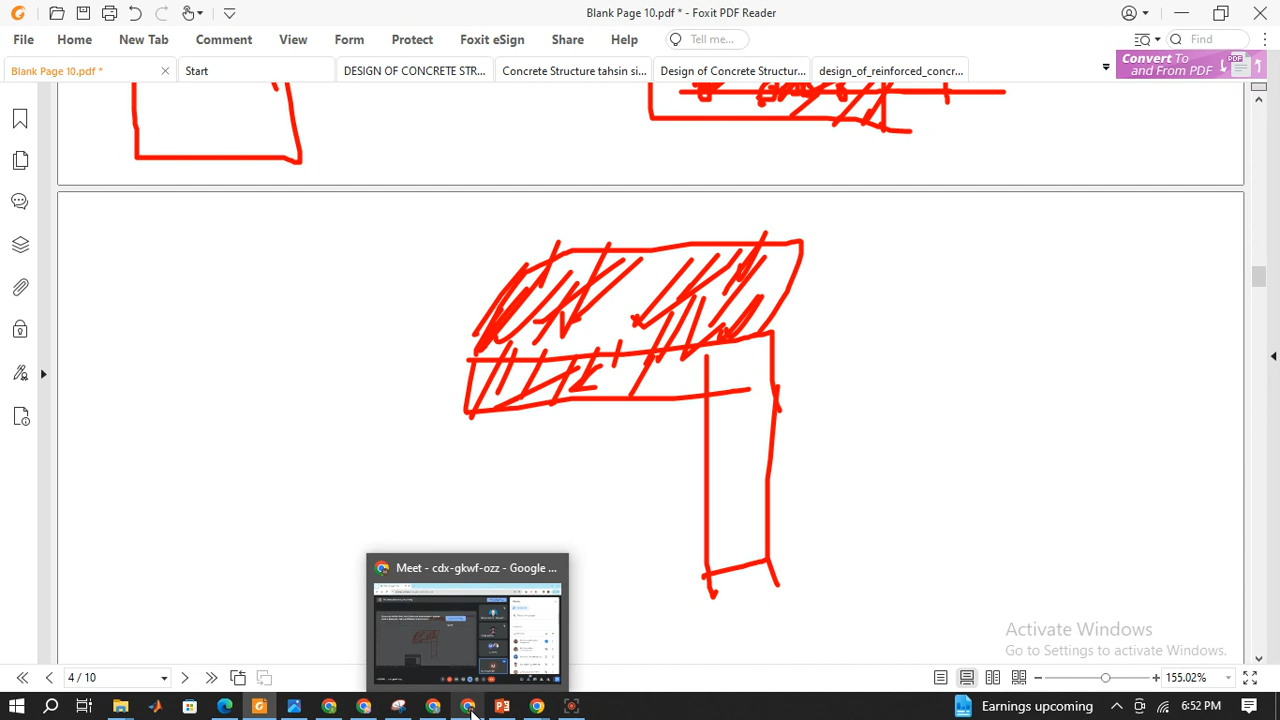 Blank Page 10.pdf * - Foxit PDF Reader
File Home New Tab Comment View Form Protect Foxit eSign Share Help Tell me... Find
Blank Page 10.pdf * Start DESIGN OF CONCRETE STR... Concrete Structure tahsin si... Design of Concrete Structur... design_of_reinforced_concr...
Convert To
and From PDF
PDF
Meet - cdx-gkwf-ozz - Google ...
Activate Windows
Go to Settings to activate Windows.
4 / 10
Earnings upcoming 6:52 PM